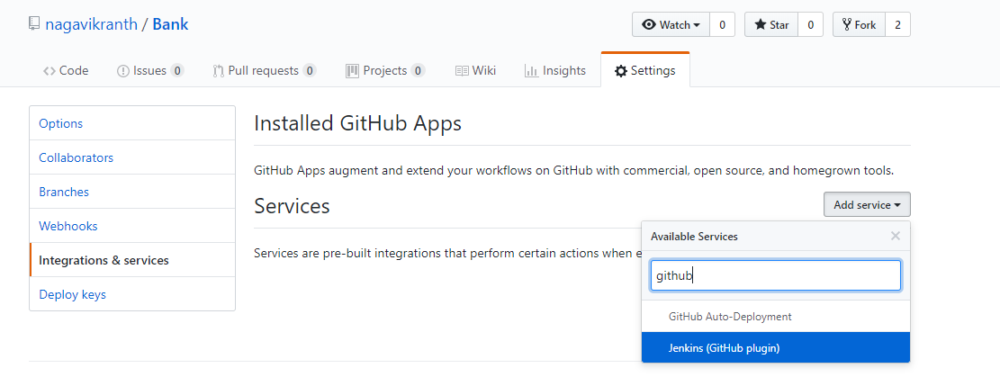 nagavikranth / Bank
Watch 0 Star 0 Fork 2
Code Issues 0 Pull requests 0 Projects 0 Wiki Insights Settings
Options
Collaborators
Branches
Webhooks
Integrations & services
Deploy keys
Installed GitHub Apps
GitHub Apps augment and extend your workflows on GitHub with commercial, open source, and homegrown tools.
Services
Add service
Services are pre-built integrations that perform certain actions when e
Available Services
github
GitHub Auto-Deployment
Jenkins (GitHub plugin)